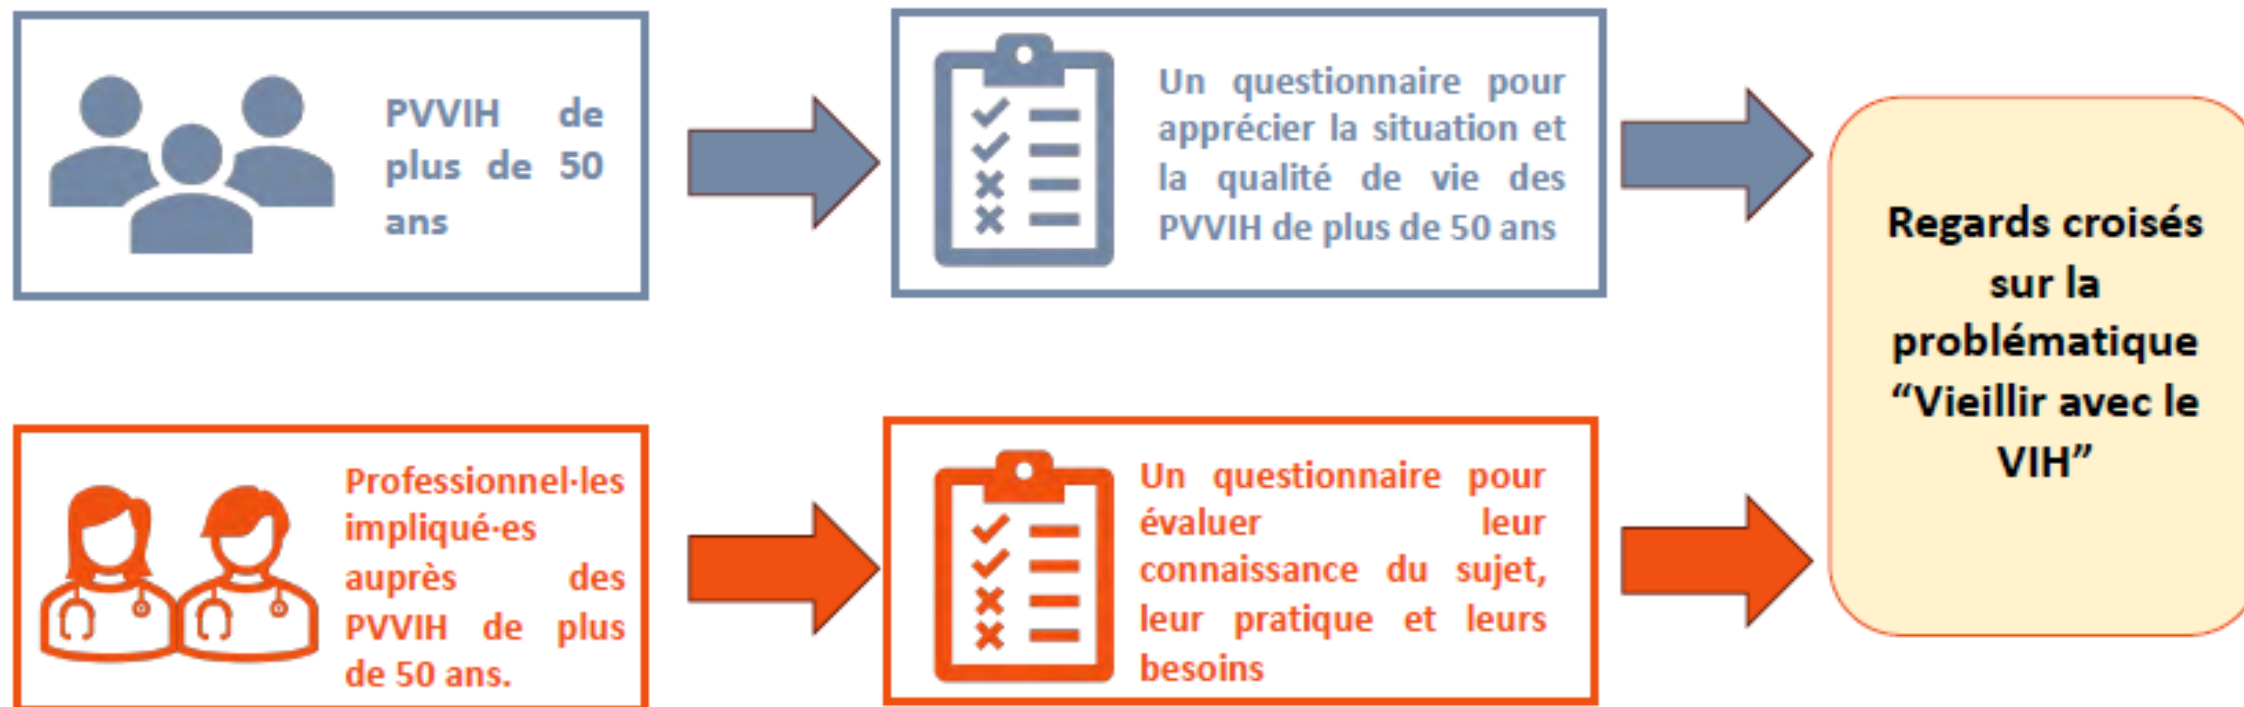 PVVIH de
plus de 50
ans
Un questionnaire pour
apprécier la situation et
la qualité de vie des
PVVIH de plus de 50 ans
Professionnel·les
impliqué·es
auprès des
PVVIH de plus
de 50 ans.
Un questionnaire pour
évaluer leur
connaissance du sujet,
leur pratique et leurs
besoins
Regards croisés
sur la
problématique
“Vieillir avec le
VIH”